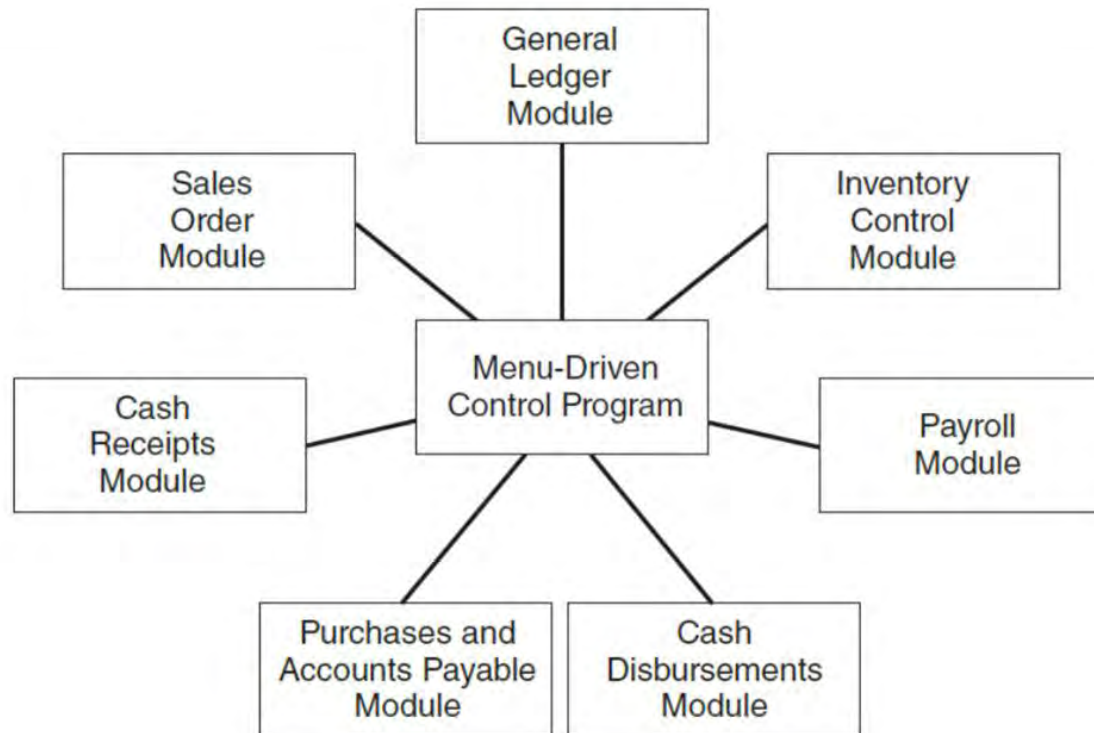 General
Ledger
Module
Sales
Order
Module
Inventory
Control
Module
Menu-Driven
Control Program
Cash
Receipts
Module
Payroll
Module
Purchases and
Accounts Payable
Module
Cash
Disbursements
Module